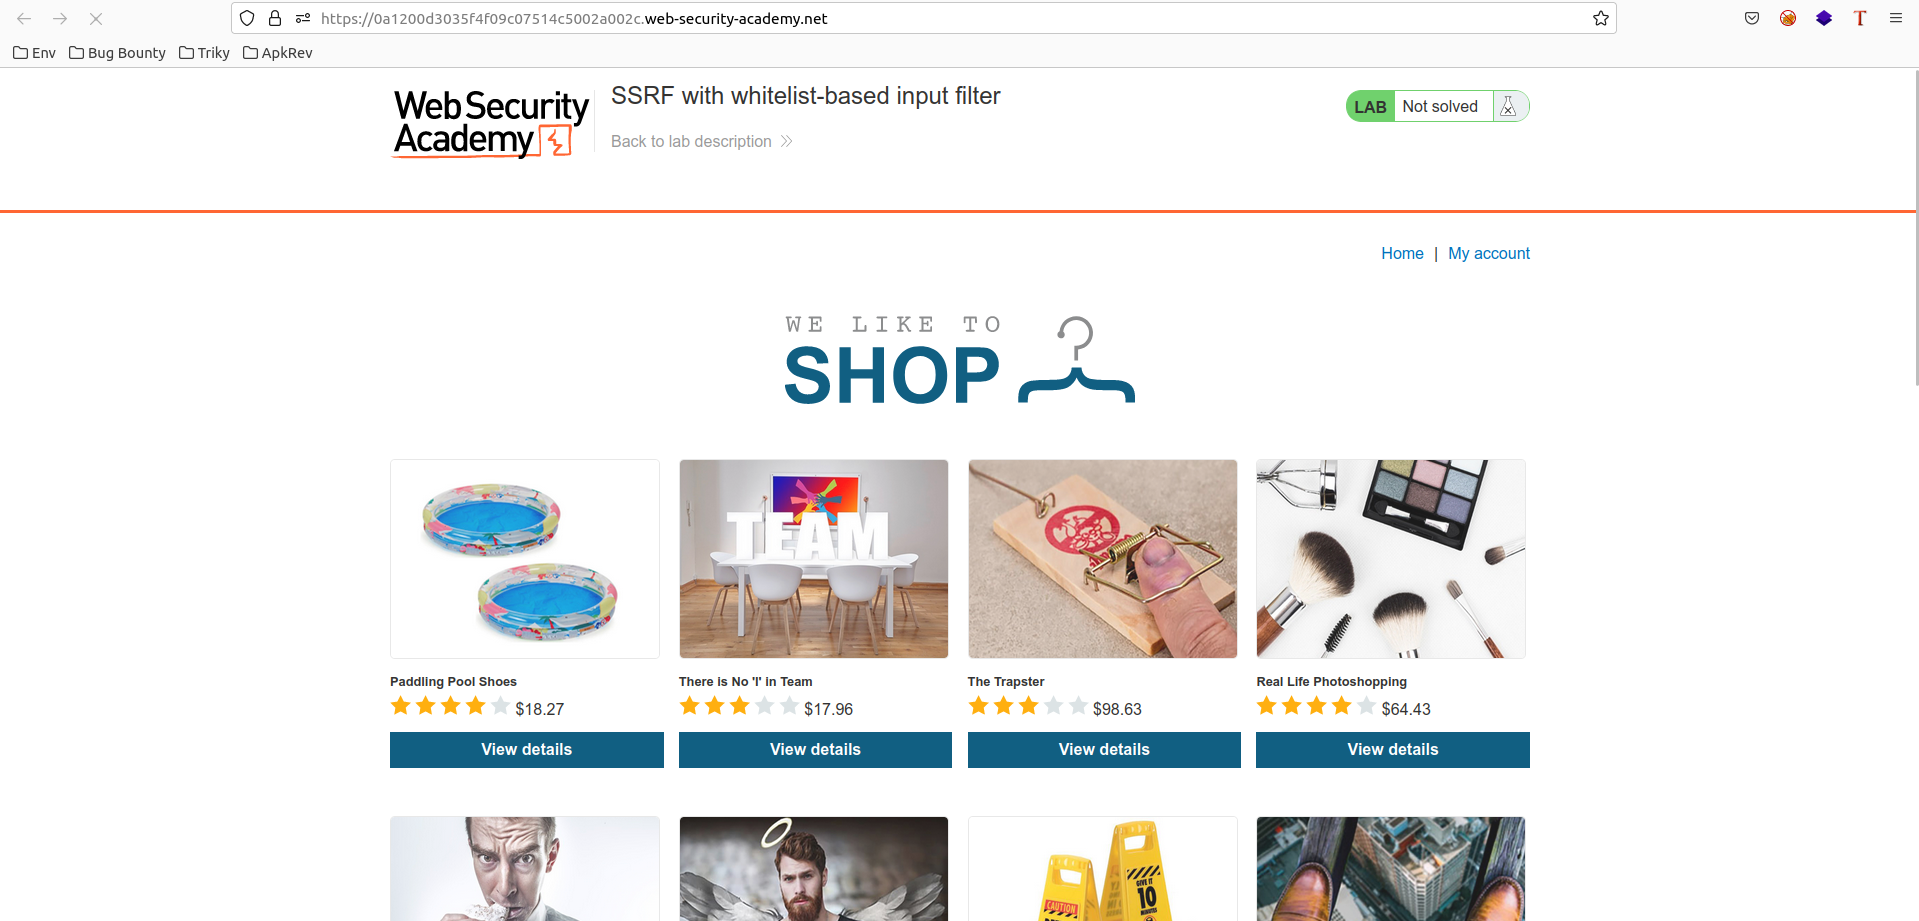 https://0a1200d3035f4f09c07514c5002a002c.web-security-academy.net
Env Bug Bounty Triky ApkRev
Web Security
Academy
SSRF with whitelist-based input filter
Back to lab description
LAB Not solved
Home | My account
WE LIKE TO
SHOP
TEAM
Paddling Pool Shoes
There is No 'I' in Team
The Trapster
Real Life Photoshopping
$18.27
$17.96
$98.63
$64.43
View details
View details
View details
View details
GIVE IT
10
MINUTES
CAUTION